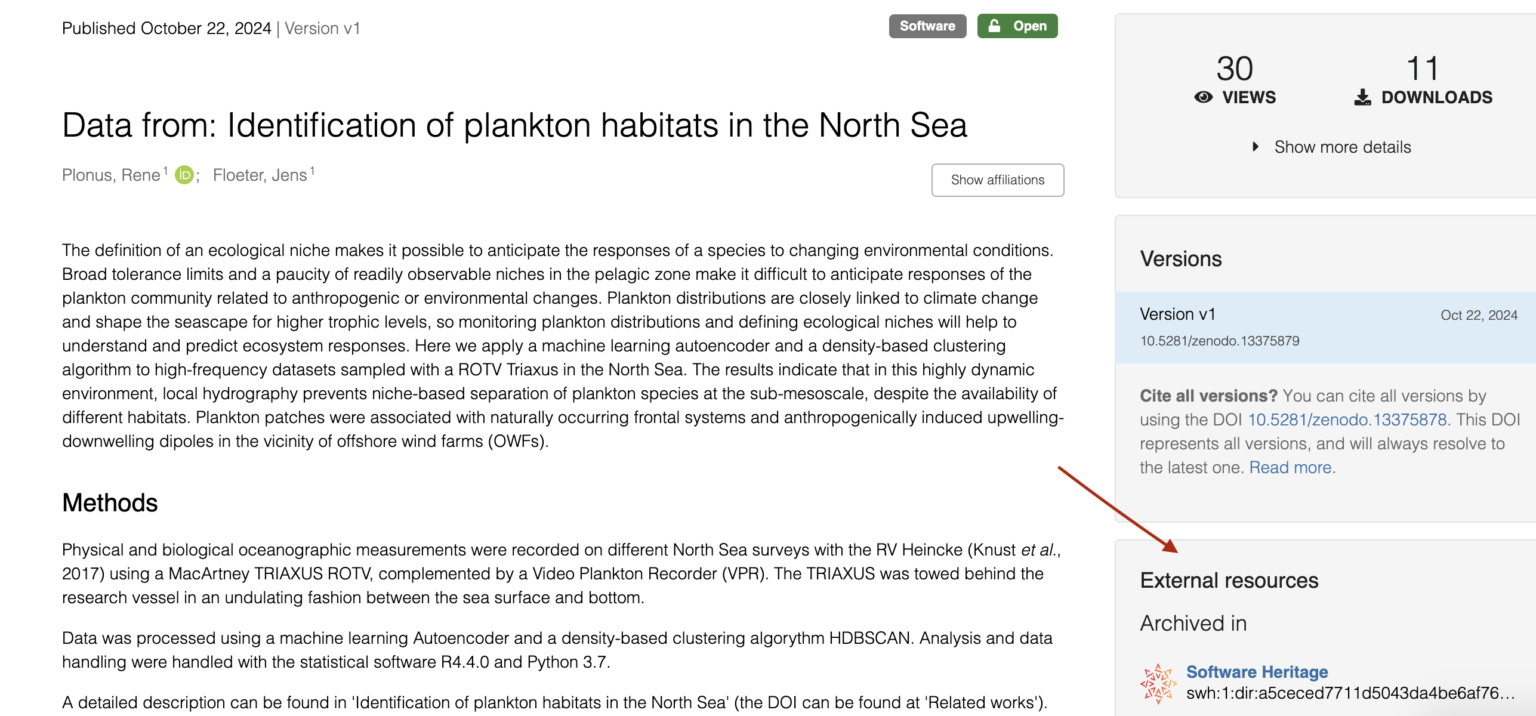 Published October 22, 2024 | Version v1
Software
Open
Data from: Identification of plankton habitats in the North Sea
Plonus, Rene1 iD; Floeter, Jens1
Show affiliations
The definition of an ecological niche makes it possible to anticipate the responses of a species to changing environmental conditions.
Broad tolerance limits and a paucity of readily observable niches in the pelagic zone make it difficult to anticipate responses of the
plankton community related to anthropogenic or environmental changes. Plankton distributions are closely linked to climate change
and shape the seascape for higher trophic levels, so monitoring plankton distributions and defining ecological niches will help to
understand and predict ecosystem responses. Here we apply a machine learning autoencoder and a density-based clustering
algorithm to high-frequency datasets sampled with a ROTV Triaxus in the North Sea. The results indicate that in this highly dynamic
environment, local hydrography prevents niche-based separation of plankton species at the sub-mesoscale, despite the availability of
different habitats. Plankton patches were associated with naturally occurring frontal systems and anthropogenically induced upwelling-
downwelling dipoles in the vicinity of offshore wind farms (OWFs).
Methods
Physical and biological oceanographic measurements were recorded on different North Sea surveys with the RV Heincke (Knust et al.,
2017) using a MacArtney TRIAXUS ROTV, complemented by a Video Plankton Recorder (VPR). The TRIAXUS was towed behind the
research vessel in an undulating fashion between the sea surface and bottom.
Data was processed using a machine learning Autoencoder and a density-based clustering algorythm HDBSCAN. Analysis and data
handling were handled with the statistical software R4.4.0 and Python 3.7.
A detailed description can be found in 'Identification of plankton habitats in the North Sea' (the DOI can be found at 'Related works').
30
VIEWS
11
DOWNLOADS
Show more details
Versions
Version v1
Oct 22, 2024
10.5281/zenodo.13375879
Cite all versions? You can cite all versions by
using the DOI 10.5281/zenodo.13375878. This DOI
represents all versions, and will always resolve to
the latest one. Read more.
External resources
Archived in
Software Heritage
swh:1:dir:a5ceced7711d5043da4be6af76...